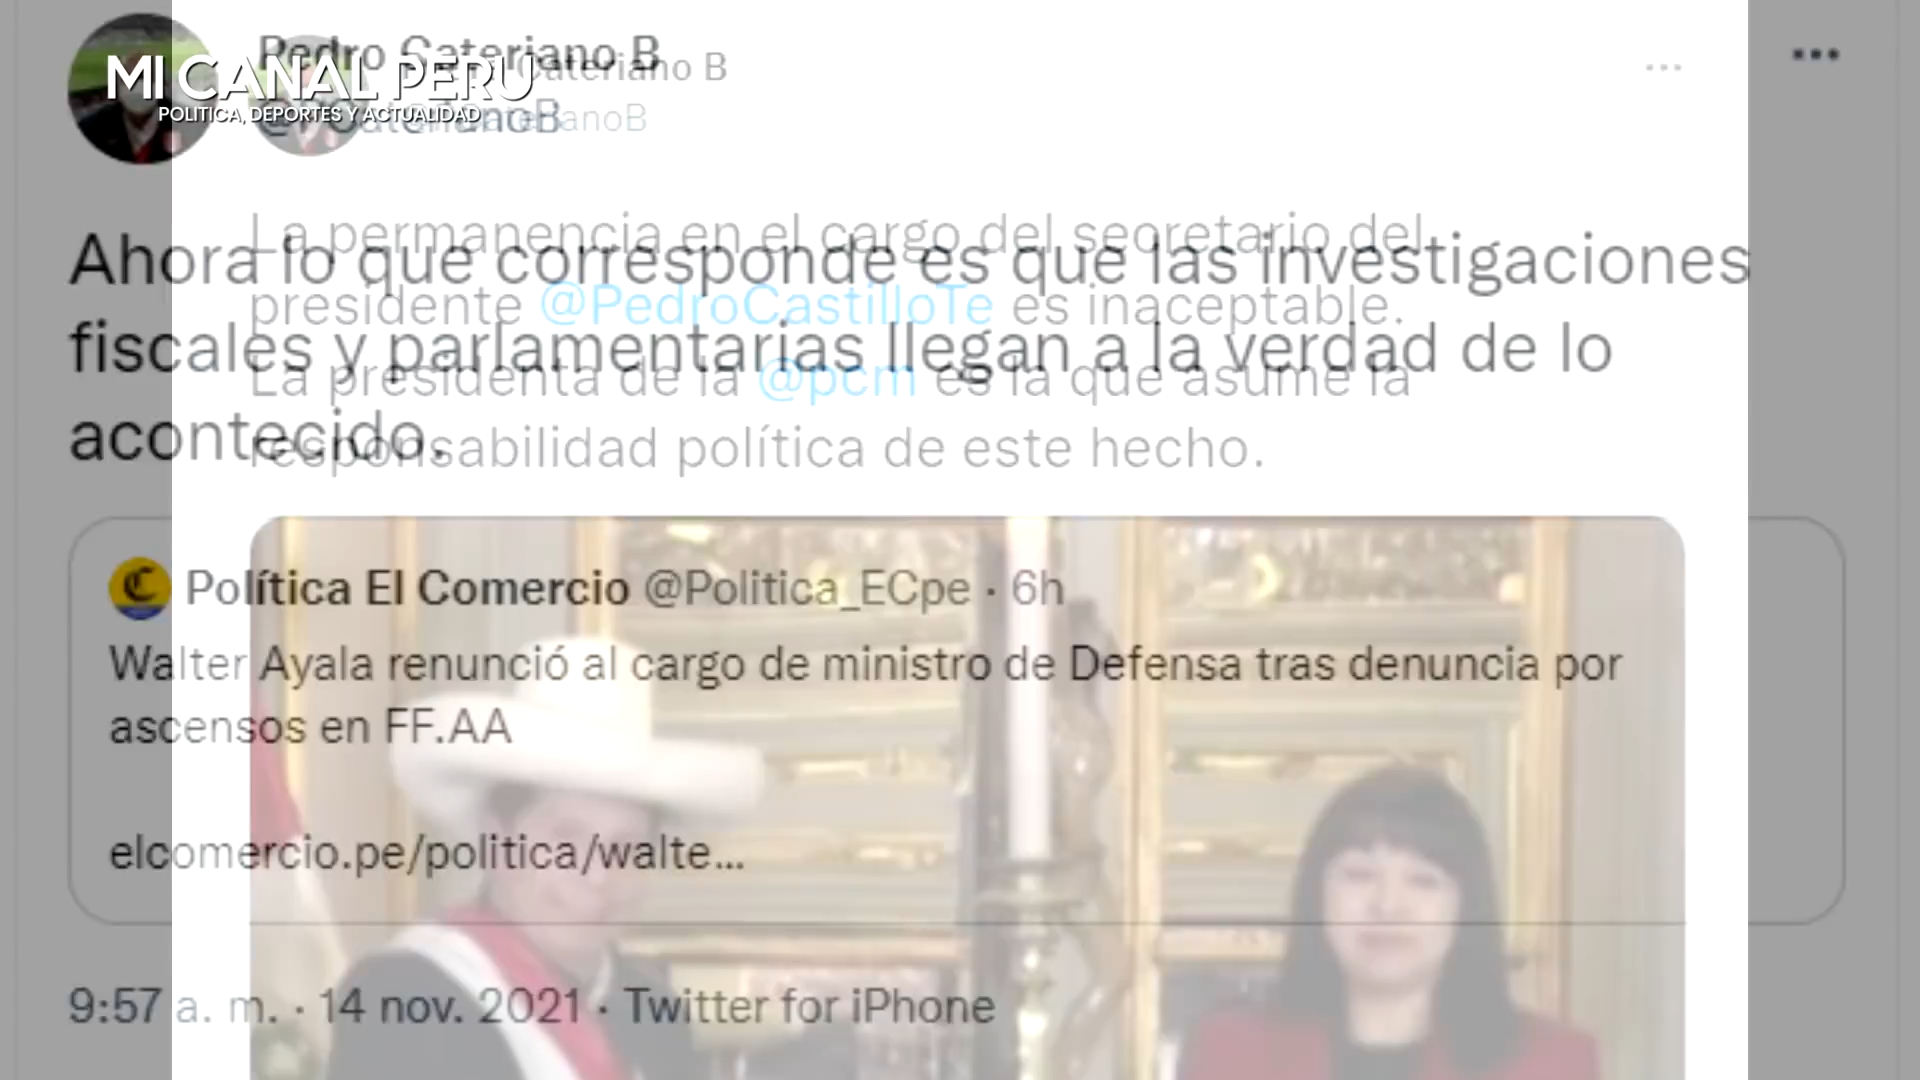 MI CANAL PERU
POLITICA, DEPORTES Y ACTUALIDAD
Pedro Cateriano B
@PCaterianoB
Ahora lo que corresponde es que las investigaciones
fiscales y parlamentarias llegan a la verdad de lo
acontecido.
Política El Comercio @Politica_ECpe · 6h
Walter Ayala renunció al cargo de ministro de Defensa tras denuncia por
ascensos en FF.AA
elcomercio.pe/politica/walte...
9:57 a. m. · 14 nov. 2021 · Twitter for iPhone
Pedro Cateriano B
@PCaterianoB
La permanencia en el cargo del secretario del
presidente @PedroCastilloTe es inaceptable.
La presidenta de la @pcm es la que asume la
responsabilidad política de este hecho.